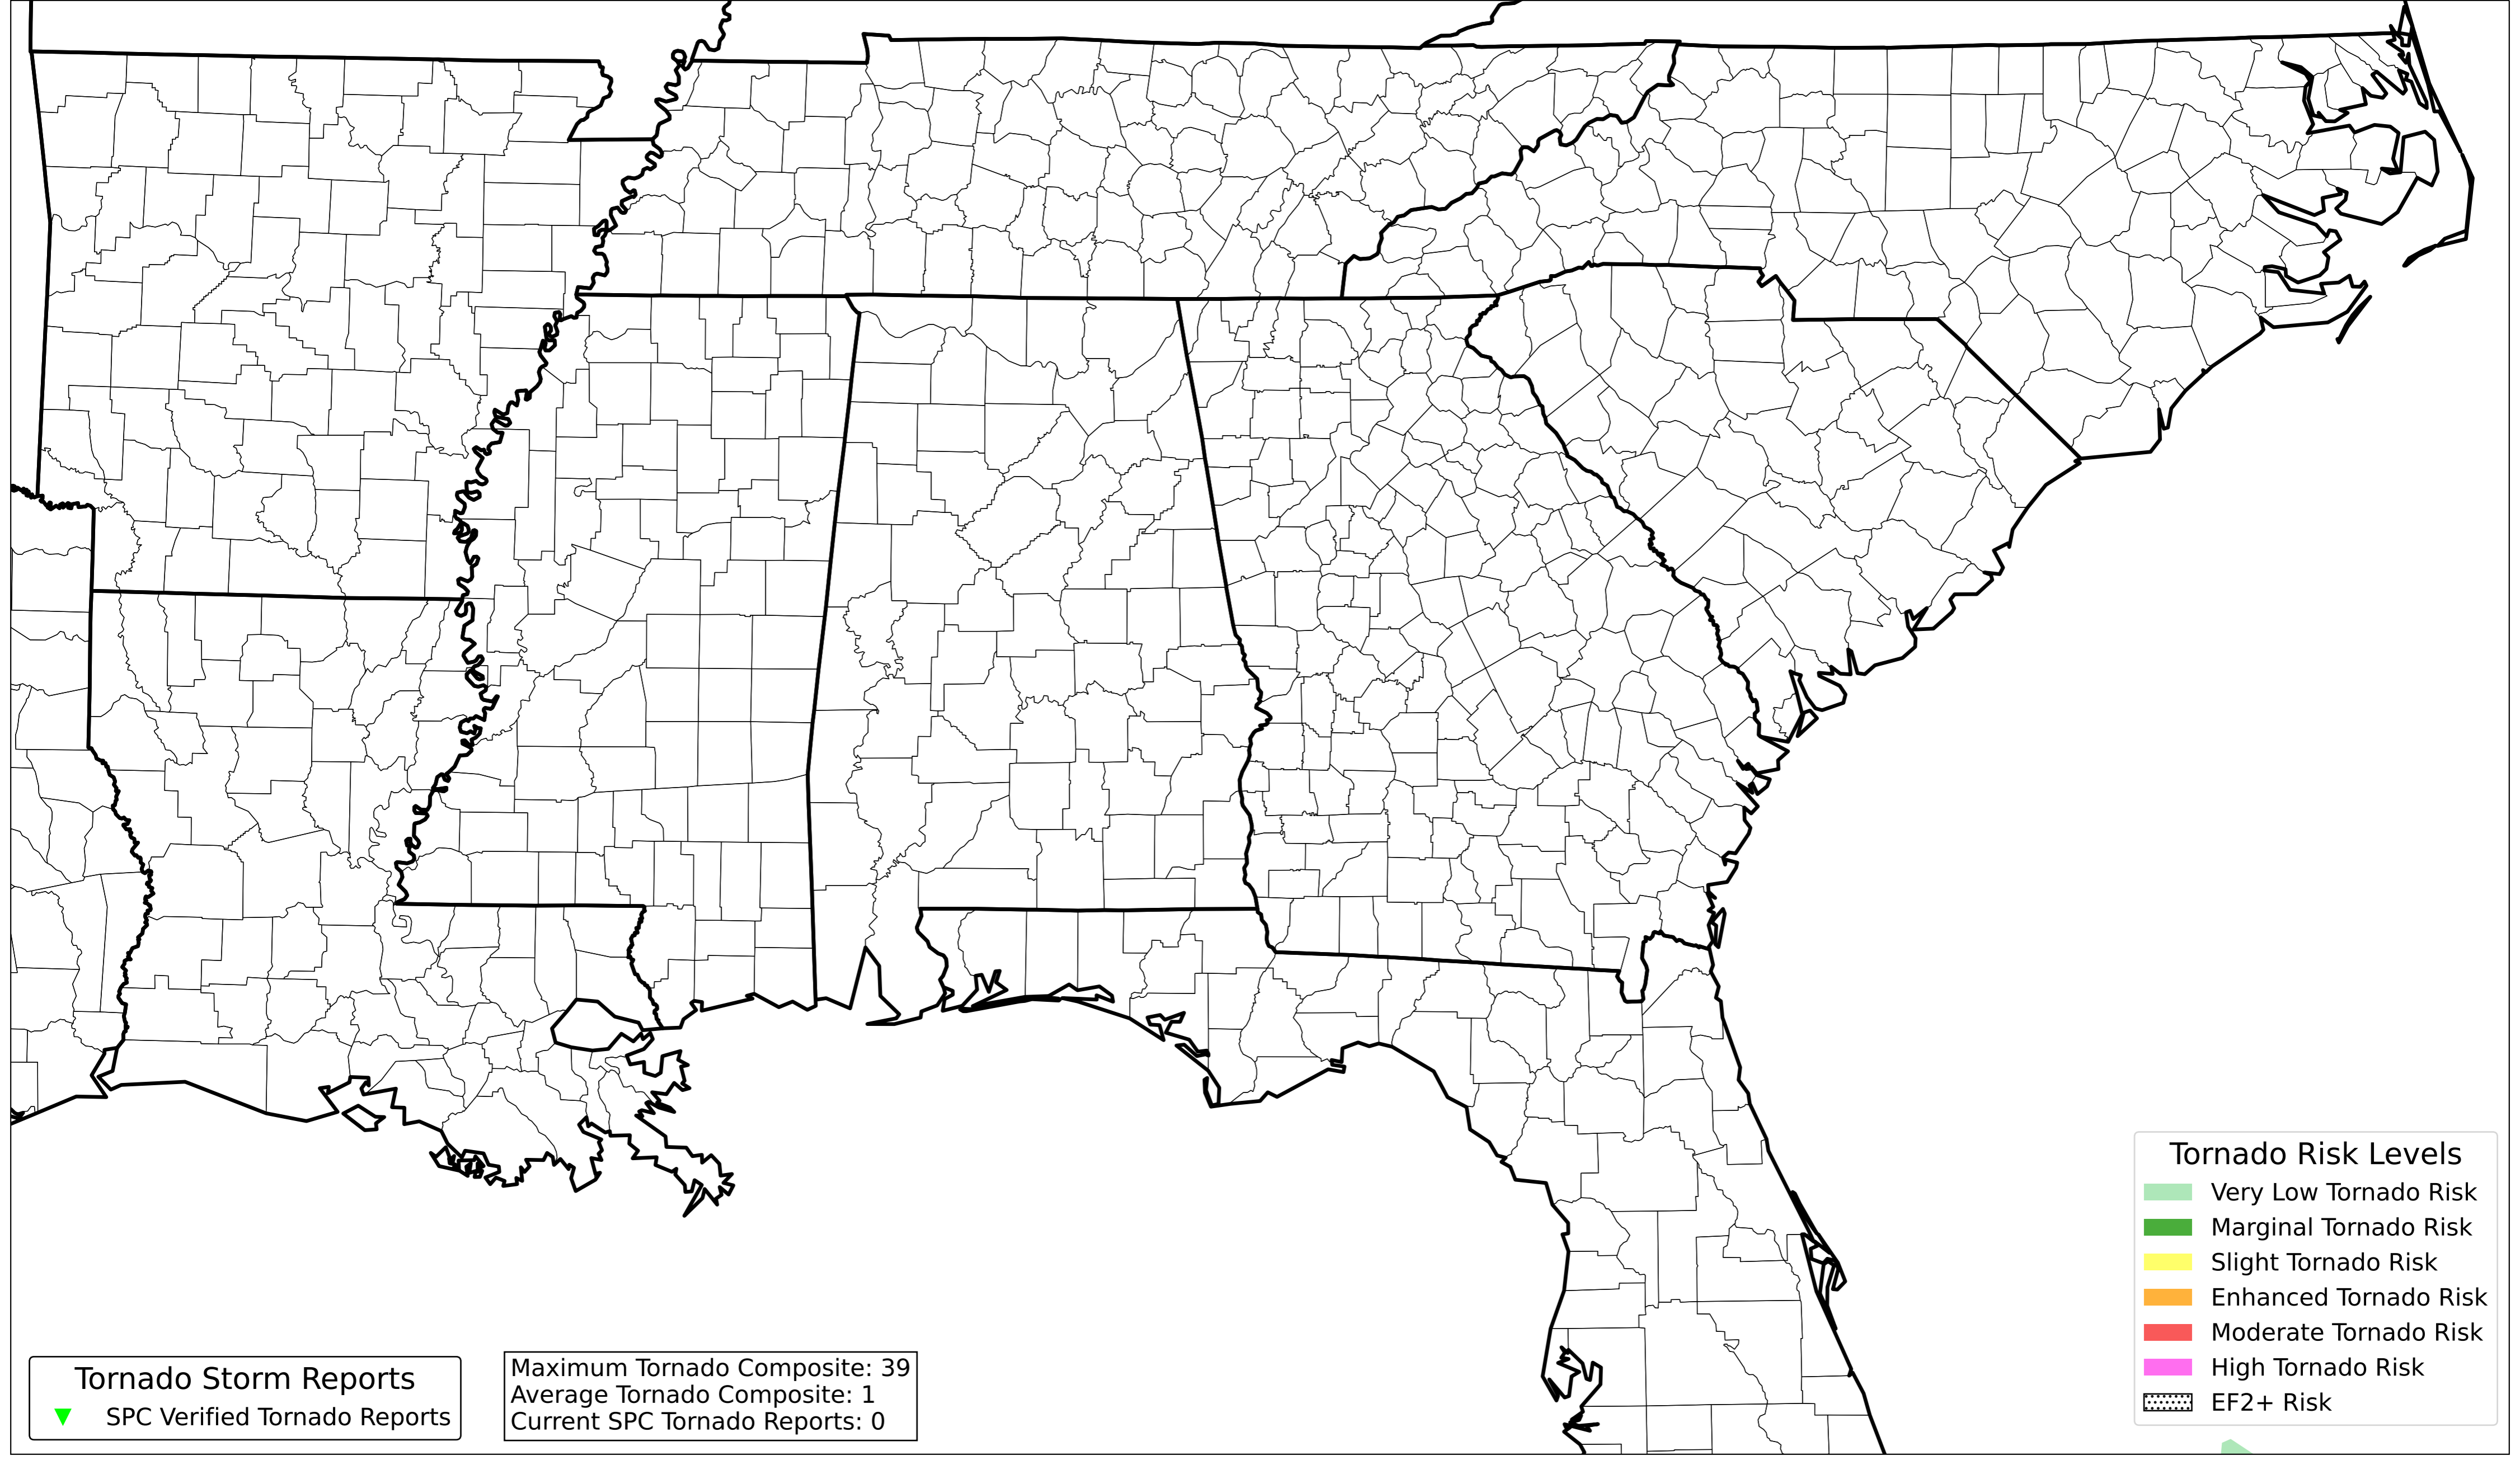 Tornado Risk Levels
Very Low Tornado Risk
Marginal Tornado Risk
Slight Tornado Risk
Enhanced Tornado Risk
Moderate Tornado Risk
High Tornado Risk
EF2+ Risk
Tornado Storm Reports
SPC Verified Tornado Reports
Maximum Tornado Composite: 39
Average Tornado Composite: 1
Current SPC Tornado Reports: 0